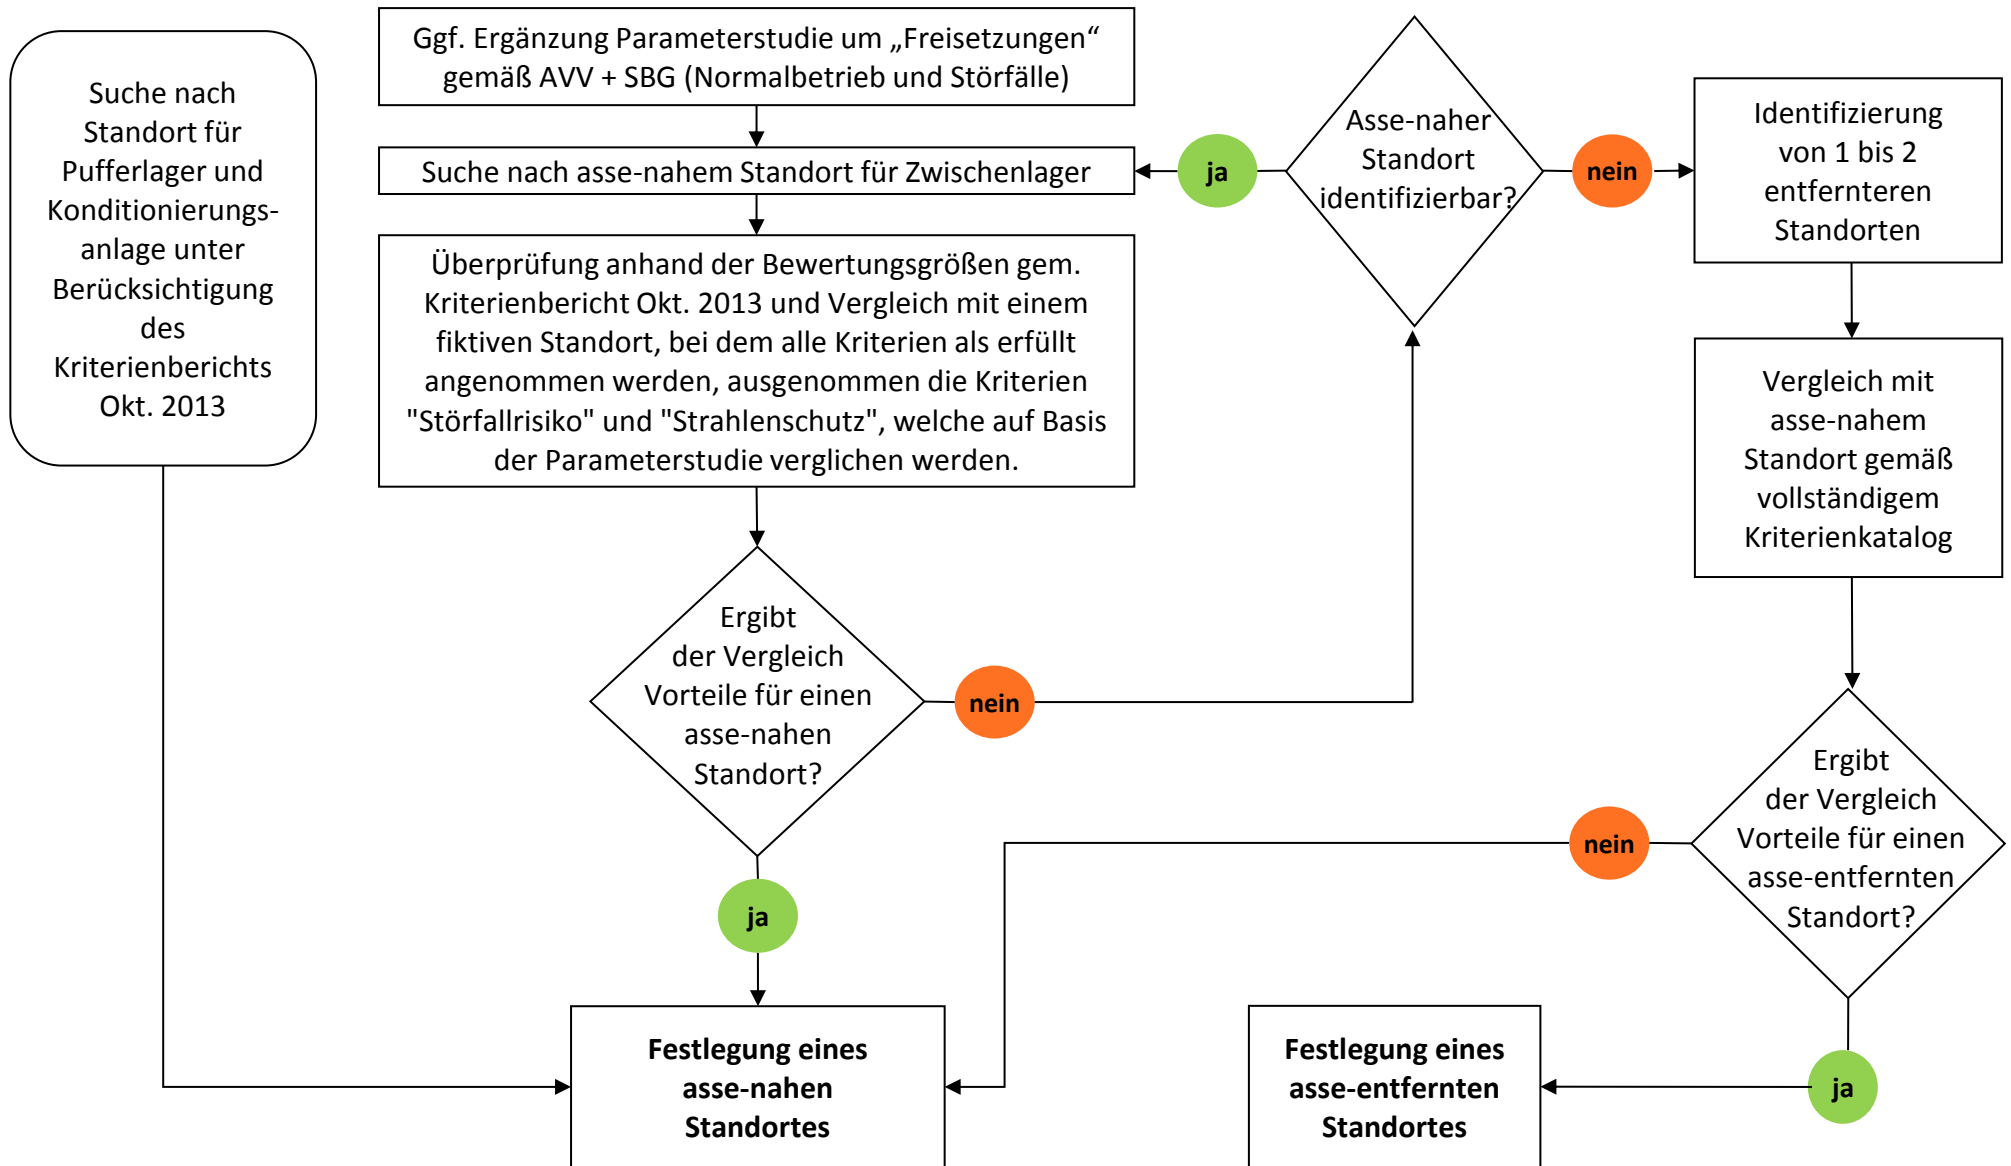 Suche nach
Standort für
Pufferlager und
Konditionierungs-
anlage unter
Berücksichtigung
des
Kriterienberichts
Okt. 2013
Ggf. Ergänzung Parameterstudie um „Freisetzungen“
gemäß AVV + SBG (Normalbetrieb und Störfälle)
Suche nach asse-nahem Standort für Zwischenlager
Überprüfung anhand der Bewertungsgrößen gem.
Kriterienbericht Okt. 2013 und Vergleich mit einem
fiktiven Standort, bei dem alle Kriterien als erfüllt
angenommen werden, ausgenommen die Kriterien
"Störfallrisiko" und "Strahlenschutz", welche auf Basis
der Parameterstudie verglichen werden.
Ergibt
der Vergleich
Vorteile für einen
asse-nahen
Standort?
nein
ja
Festlegung eines
asse-nahen
Standortes
ja
Asse-naher
Standort
identifizierbar?
nein
Identifizierung
von 1 bis 2
entfernteren
Standorten
Vergleich mit
asse-nahem
Standort gemäß
vollständigem
Kriterienkatalog
Ergibt
der Vergleich
Vorteile für einen
asse-entfernten
Standort?
nein
ja
Festlegung eines
asse-entfernten
Standortes